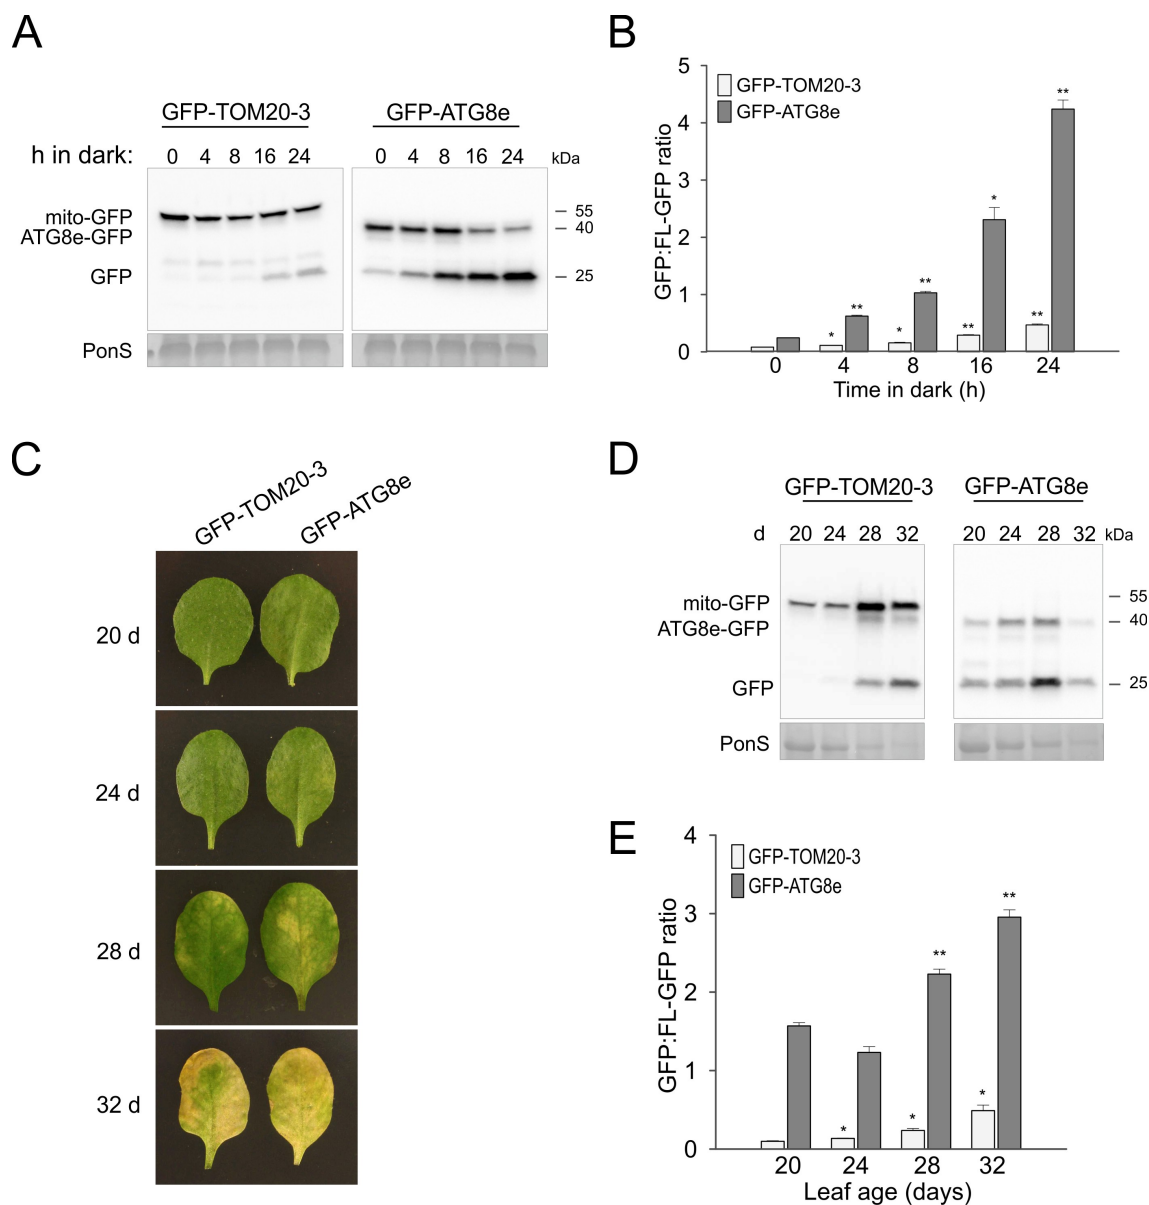 A
GFP-TOM20-3 GFP-ATG8e
h in dark: 0 4 8 16 24 0 4 8 16 24 kDa
mito-GFP
ATG8e-GFP
GFP
55
40
25
PonS
B
GFP:FL-GFP ratio
5
4
3
2
1
0
GFP-TOM20-3
GFP-ATG8e
* ** * ** ** * ** **
0 4 8 16 24
Time in dark (h)
C
GFP-TOM20-3
GFP-ATG8e
20 d
24 d
28 d
32 d
D
GFP-TOM20-3 GFP-ATG8e
d 20 24 28 32 20 24 28 32 kDa
mito-GFP
ATG8e-GFP
GFP
55
40
25
PonS
E
GFP:FL-GFP ratio
4
3
2
1
0
GFP-TOM20-3
GFP-ATG8e
* * ** * **
20 24 28 32
Leaf age (days)